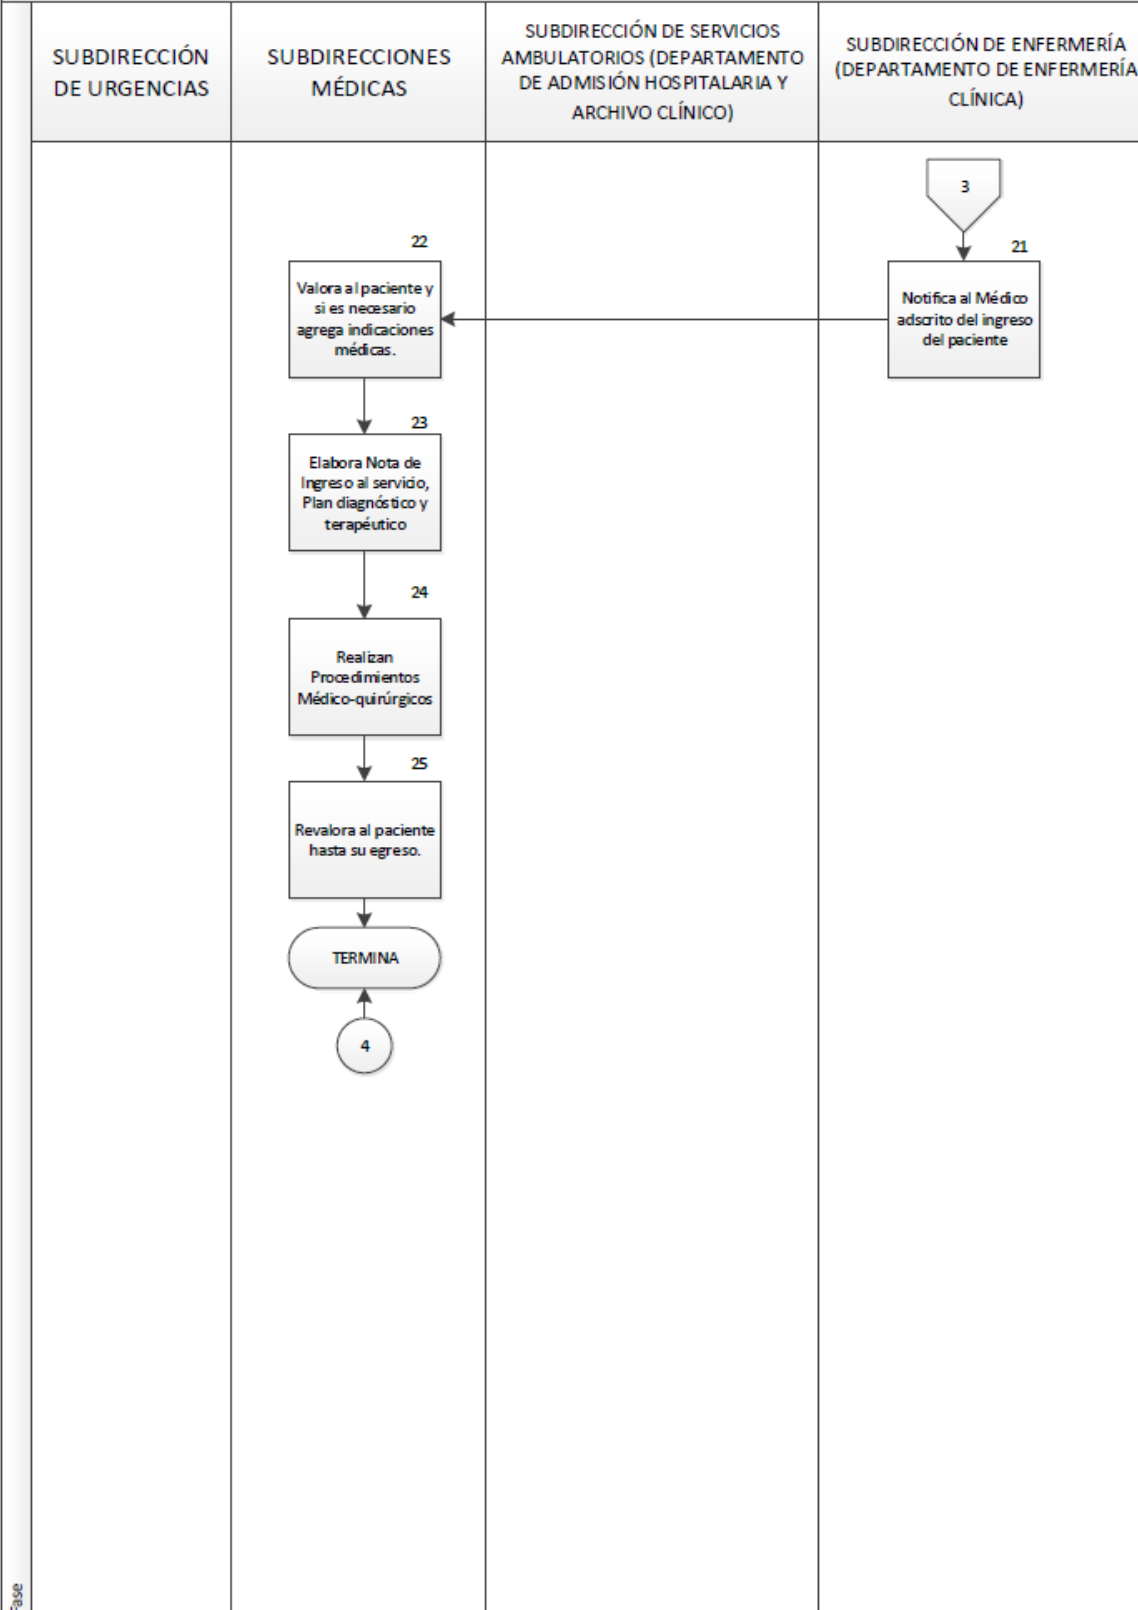 SUBDIRECCIÓN
DE URGENCIAS
SUBDIRECCIONES
MÉDICAS
SUBDIRECCIÓN DE SERVICIOS
AMBULATORIOS (DEPARTAMENTO
DE ADMISIÓN HOSPITALARIA Y
ARCHIVO CLÍNICO)
SUBDIRECCIÓN DE ENFERMERÍA
(DEPARTAMENTO DE ENFERMERÍA
CLÍNICA)
3
21
Notifica al Médico
adscrito del ingreso
del paciente
22
Valora al paciente y
si es necesario
agrega indicaciones
médicas.
23
Elabora Nota de
Ingreso al servicio,
Plan diagnóstico y
terapéutico
24
Realizan
Procedimientos
Médico-quirúrgicos
25
Revalora al paciente
hasta su egreso.
TERMINA
4
Fase